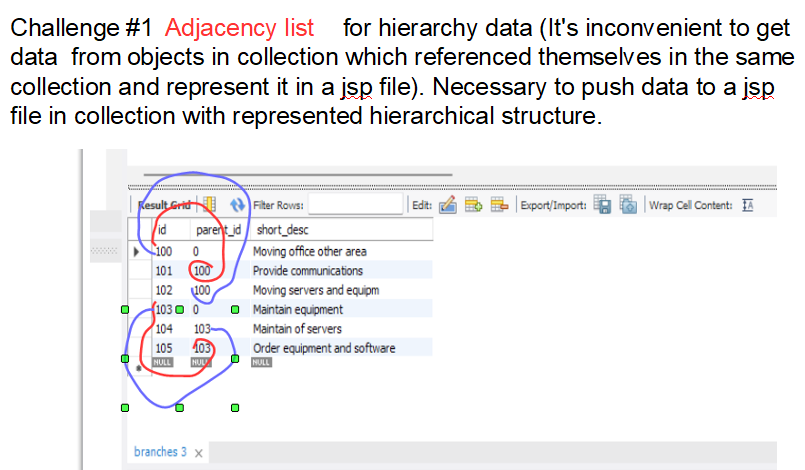 Challenge #1 Adjacency list for hierarchy data (It's inconvenient to get
data from objects in collection which referenced themselves in the same
collection and represent it in a jsp file). Necessary to push data to a jsp
file in collection with represented hierarchical structure.
Result Grid Filter Rows: Edit: Export/Import: Wrap Cell Content: IA
id parent_id short_desc
100 0 Moving office other area
101 100 Provide communications
102 100 Moving servers and equipm
103 0 Maintain equipment
104 103 Maintain of servers
105 103 Order equipment and software
NULL NULL NULL
branches 3 x